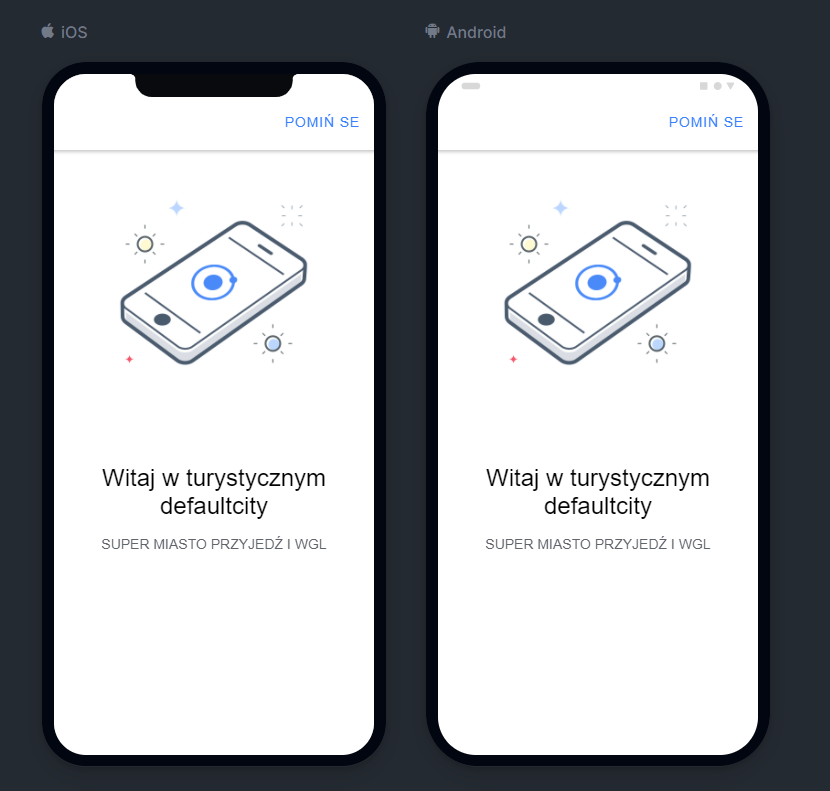 iOS
POMIŃ SE
Witaj w turystycznym
defaultcity
SUPER MIASTO PRZYJEDŹ I WGL
Android
POMIŃ SE
Witaj w turystycznym
defaultcity
SUPER MIASTO PRZYJEDŹ I WGL